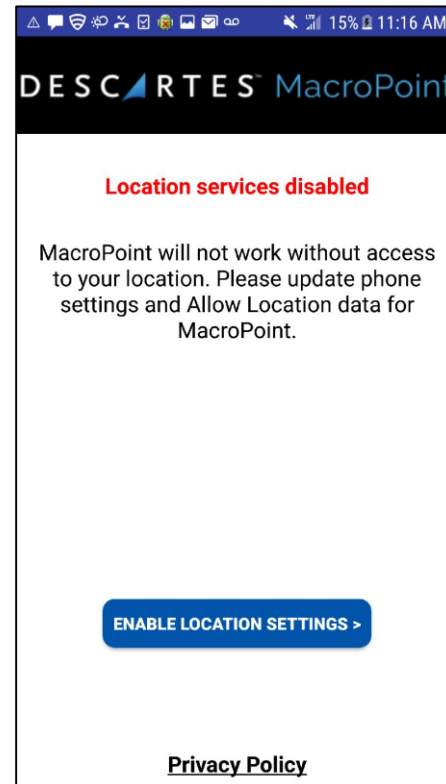 15% 11:16 AM
DESCARTES™ MacroPoint
Location services disabled
MacroPoint will not work without access
to your location. Please update phone
settings and Allow Location data for
MacroPoint.
ENABLE LOCATION SETTINGS >
Privacy Policy